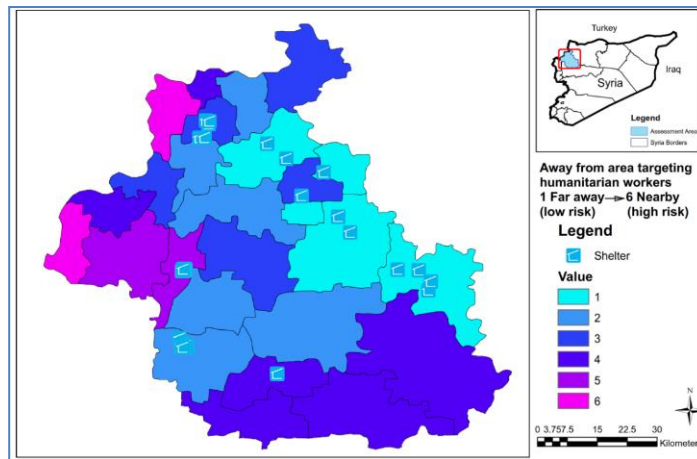 Turkey
Iraq
Syria
Legend
Assessment Area
Syria Borders
Away from area targeting
humanitarian workers
1 Far away→6 Nearby
(low risk) (high risk)
Legend
Shelter
Value
1
2
3
4
5
6
N
0 3.757.5 15 22.5 30
Kilometer